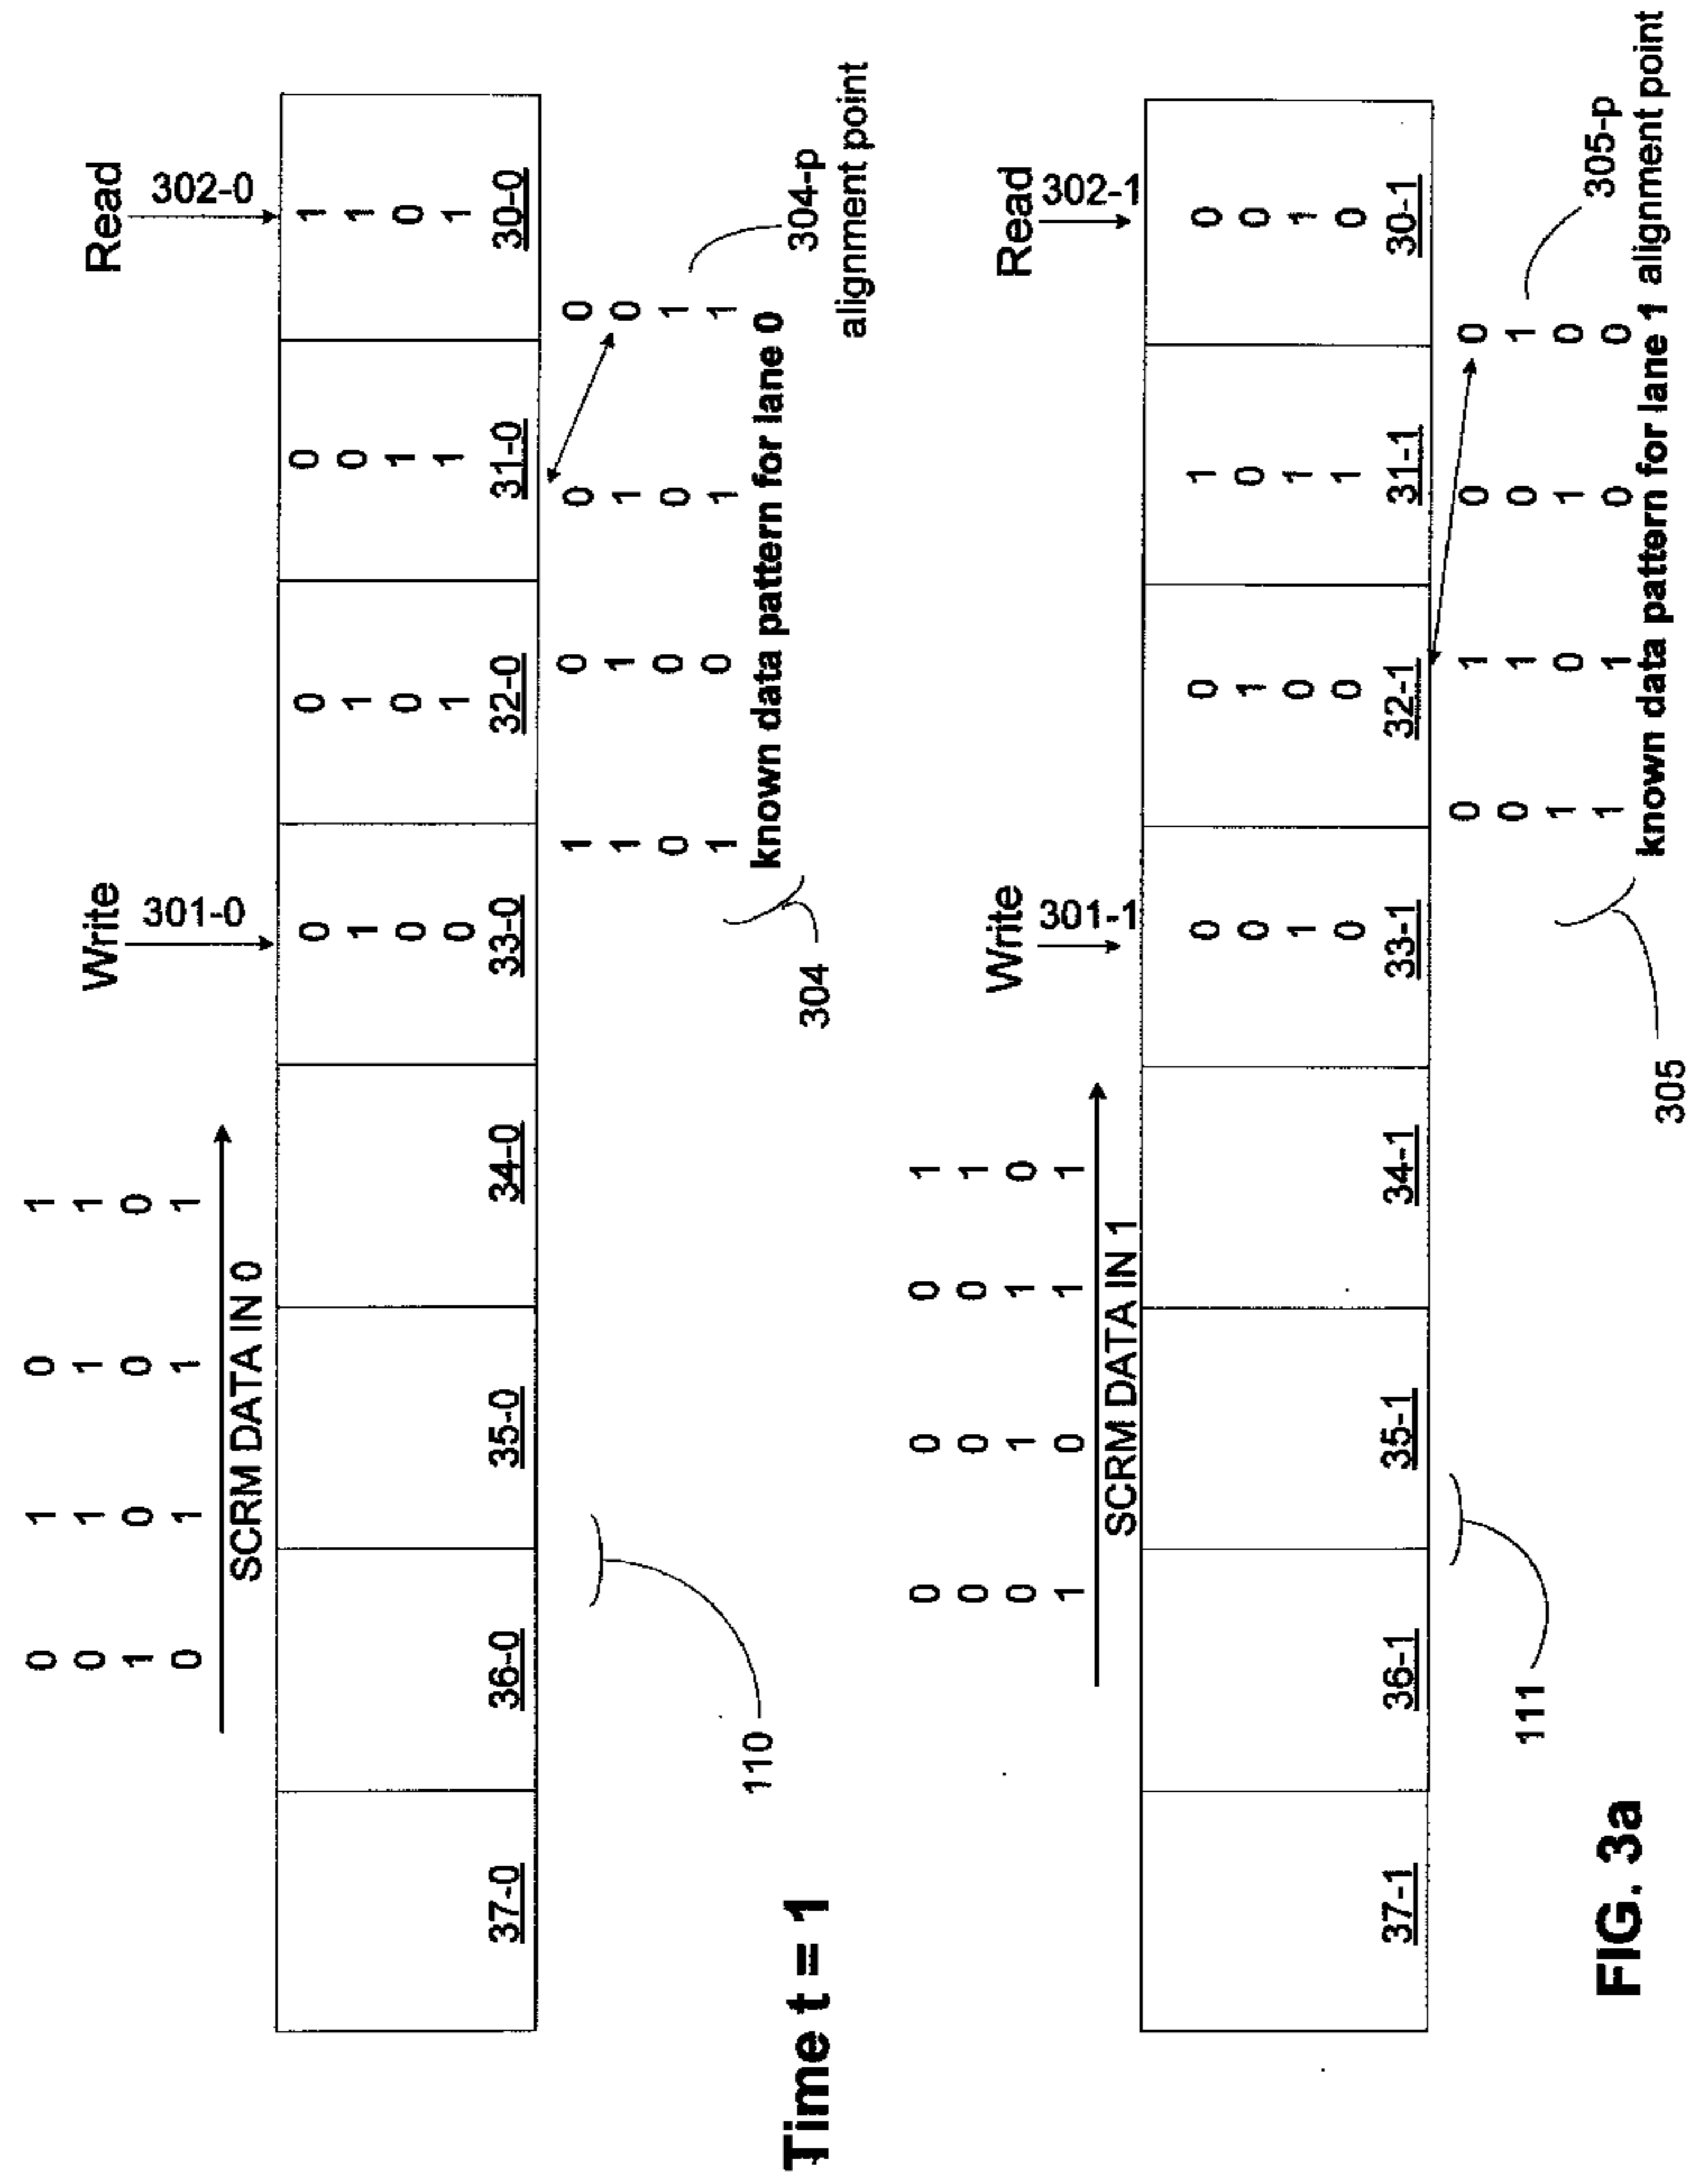 0 1 0 1
0 1 1 1
1 0 0 0
0 1 1 1
Write Read
301-0 302-0
SCRM DATA IN 0
0 0 0 1
1 1 0 1
0 0 1 0
0 1 1 1
37-0 36-0 35-0 34-0 33-0 32-0 31-0 30-0
1 0 0 0
1 1 1 0
0 0 0 1
1 0 1 1
known data pattern for lane 0
304-p
alignment point
304
110
Time t = 1
0 0 0 1
0 0 0 1
0 1 1 0
1 0 1 1
Write Read
301-1 302-1
SCRM DATA IN 1
0 0 1 0
0 1 0 0
1 0 1 1
0 0 1 0
37-1 36-1 35-1 34-1 33-1 32-1 31-1 30-1
0 1 0 0
0 1 0 1
1 0 1 0
1 1 0 0
305-p
known data pattern for lane 1 alignment point
305
111
FIG. 3a